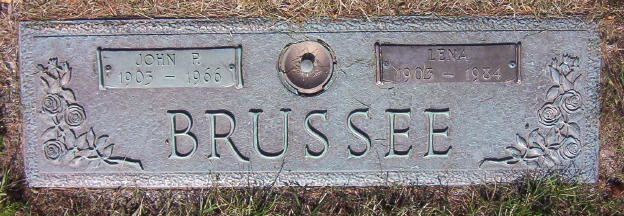 JOHN P.
1905 – 1966
LENA
1903 – 1984
BRUSSEE